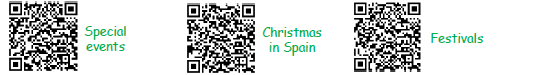 Special
events
Christmas
in Spain
Festivals